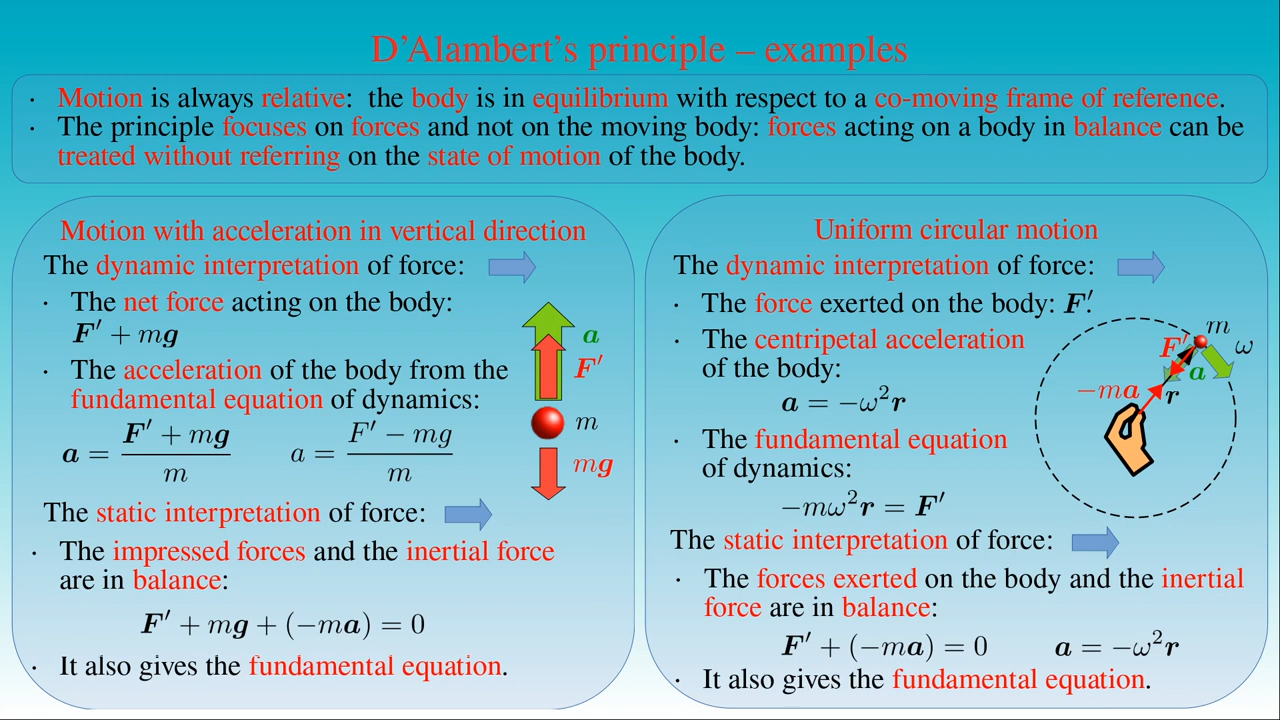 D'Alambert's principle – examples
· Motion is always relative: the body is in equilibrium with respect to a co-moving frame of reference.
· The principle focuses on forces and not on the moving body: forces acting on a body in balance can be
treated without referring on the state of motion of the body.
Motion with acceleration in vertical direction
The dynamic interpretation of force:
· The net force acting on the body:
F′ + mg
· The acceleration of the body from the
fundamental equation of dynamics:
a = (F′ + mg)/m a = (F′ − mg)/m
a
F′
m
mg
The static interpretation of force:
· The impressed forces and the inertial force
are in balance:
F′ + mg + (−ma) = 0
· It also gives the fundamental equation.
Uniform circular motion
The dynamic interpretation of force:
· The force exerted on the body: F′.
· The centripetal acceleration
of the body:
a = −ω²r
· The fundamental equation
of dynamics:
−mω²r = F′
m
F′
ω
a
−ma
r
The static interpretation of force:
· The forces exerted on the body and the inertial
force are in balance:
F′ + (−ma) = 0 a = −ω²r
· It also gives the fundamental equation.